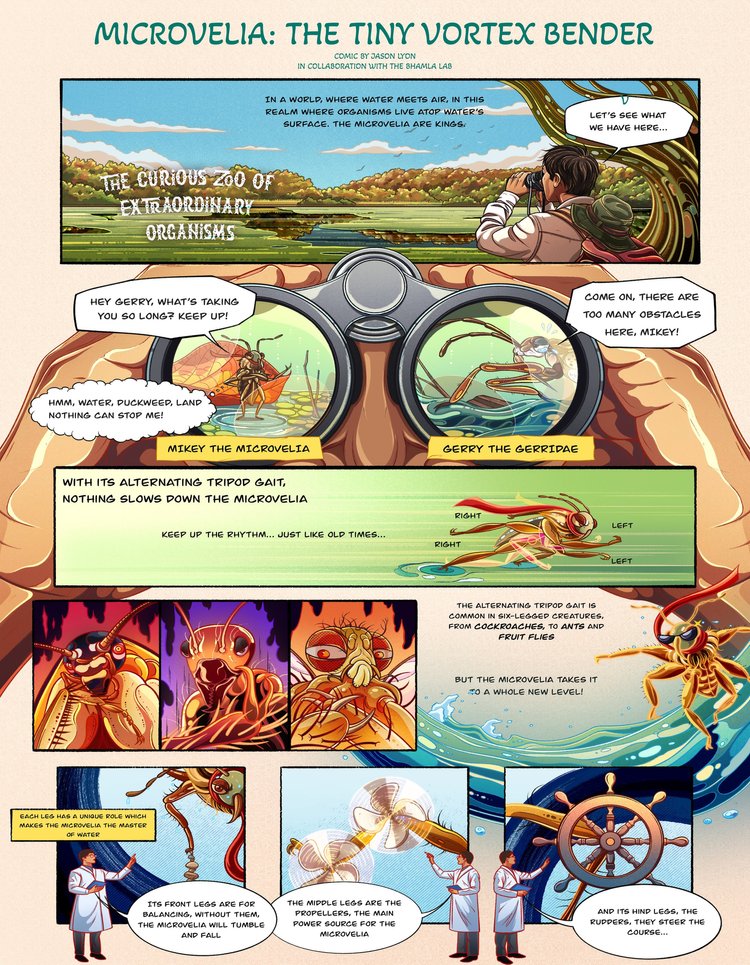 MICROVELIA: THE TINY VORTEX BENDER
COMIC BY JASON LYON
IN COLLABORATION WITH THE BHAMLA LAB
IN A WORLD, WHERE WATER MEETS AIR, IN THIS
REALM WHERE ORGANISMS LIVE ATOP WATER'S
SURFACE. THE MICROVELIA ARE KINGS.
LET'S SEE WHAT
WE HAVE HERE...
THE CURIOUS ZOO OF
EXTRAORDINARY
ORGANISMS
HEY GERRY, WHAT'S TAKING
YOU SO LONG? KEEP UP!
COME ON, THERE ARE
TOO MANY OBSTACLES
HERE, MIKEY!
HMM, WATER, DUCKWEED, LAND
NOTHING CAN STOP ME!
MIKEY THE MICROVELIA
GERRY THE GERRIDAE
WITH ITS ALTERNATING TRIPOD GAIT,
NOTHING SLOWS DOWN THE MICROVELIA
KEEP UP THE RHYTHM... JUST LIKE OLD TIMES...
RIGHT
LEFT
RIGHT
LEFT
THE ALTERNATING TRIPOD GAIT IS
COMMON IN SIX-LEGGED CREATURES,
FROM COCKROACHES, TO ANTS AND
FRUIT FLIES
BUT THE MICROVELIA TAKES IT
TO A WHOLE NEW LEVEL!
EACH LEG HAS A UNIQUE ROLE WHICH
MAKES THE MICROVELIA THE MASTER
OF WATER
ITS FRONT LEGS ARE FOR
BALANCING, WITHOUT THEM,
THE MICROVELIA WILL TUMBLE
AND FALL
THE MIDDLE LEGS ARE THE
PROPELLERS, THE MAIN
POWER SOURCE FOR THE
MICROVELIA
AND ITS HIND LEGS, THE
RUDDERS, THEY STEER THE
COURSE...